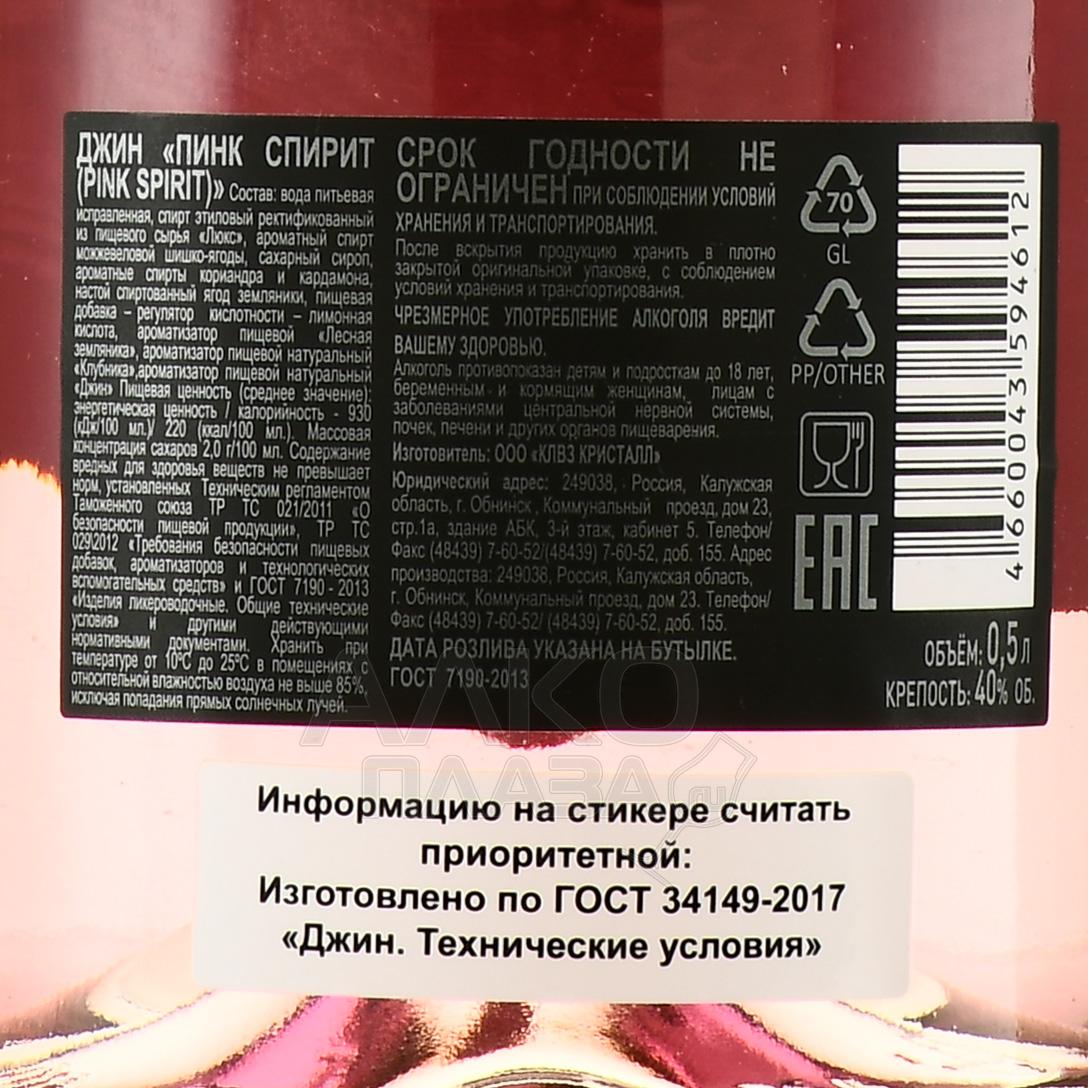 ДЖИН «ПИНК СПИРИТ
(PINK SPIRIT)» Состав: вода питьевая
исправленная, спирт этиловый ректификованный
из пищевого сырья «Люкс», ароматный спирт
можжевеловой шишко-ягоды, сахарный сироп,
ароматные спирты кориандра и кардамона,
настой спиртованный ягод земляники, пищевая
добавка – регулятор кислотности – лимонная
кислота, ароматизатор пищевой «Лесная
земляника», ароматизатор пищевой натуральный
«Клубника»,ароматизатор пищевой натуральный
«Джин» Пищевая ценность (среднее значение):
энергетическая ценность / калорийность - 930
(кДж/100 мл.)/ 220 (ккал/100 мл.). Массовая
концентрация сахаров 2,0 г/100 мл. Содержание
вредных для здоровья веществ не превышает
норм, установленных Техническим регламентом
Таможенного союза ТР ТС 021/2011 «О
безопасности пищевой продукции», ТР ТС
029\2012 «Требования безопасности пищевых
добавок, ароматизаторов и технологических
вспомогательных средств» и ГОСТ 7190 - 2013
«Изделия ликероводочные. Общие технические
условия» и другими действующими
нормативными документами. Хранить при
температуре от 10°С до 25°С в помещениях с
относительной влажностью воздуха не выше 85%,
исключая попадания прямых солнечных лучей.
СРОК ГОДНОСТИ НЕ
ОГРАНИЧЕН ПРИ СОБЛЮДЕНИИ УСЛОВИЙ
ХРАНЕНИЯ И ТРАНСПОРТИРОВАНИЯ.
После вскрытия продукцию хранить в плотно
закрытой оригинальной упаковке, с соблюдением
условий хранения и транспортирования.
ЧРЕЗМЕРНОЕ УПОТРЕБЛЕНИЕ АЛКОГОЛЯ ВРЕДИТ
ВАШЕМУ ЗДОРОВЬЮ.
Алкоголь противопоказан детям и подросткам до 18 лет,
беременным и кормящим женщинам, лицам с
заболеваниями центральной нервной системы,
почек, печени и других органов пищеварения.
Изготовитель: ООО «КЛВЗ КРИСТАЛЛ»
Юридический адрес: 249038, Россия, Калужская
область, г. Обнинск, Коммунальный проезд, дом 23,
стр.1а, здание АБК, 3-й этаж, кабинет 5. Телефон/
Факс (48439) 7-60-52/(48439) 7-60-52, доб. 155. Адрес
производства: 249038, Россия, Калужская область,
г. Обнинск, Коммунальный проезд, дом 23. Телефон/
Факс (48439) 7-60-52/ (48439) 7-60-52, доб. 155.
ДАТА РОЗЛИВА УКАЗАНА НА БУТЫЛКЕ.
ГОСТ 7190-2013
70
GL
PP/OTHER
EAC
4 660043 594612
ОБЪЁМ: 0,5 л
КРЕПОСТЬ: 40% ОБ.
АЛКО
ПЛАЗА
.ru
Информацию на стикере считать
приоритетной:
Изготовлено по ГОСТ 34149-2017
«Джин. Технические условия»